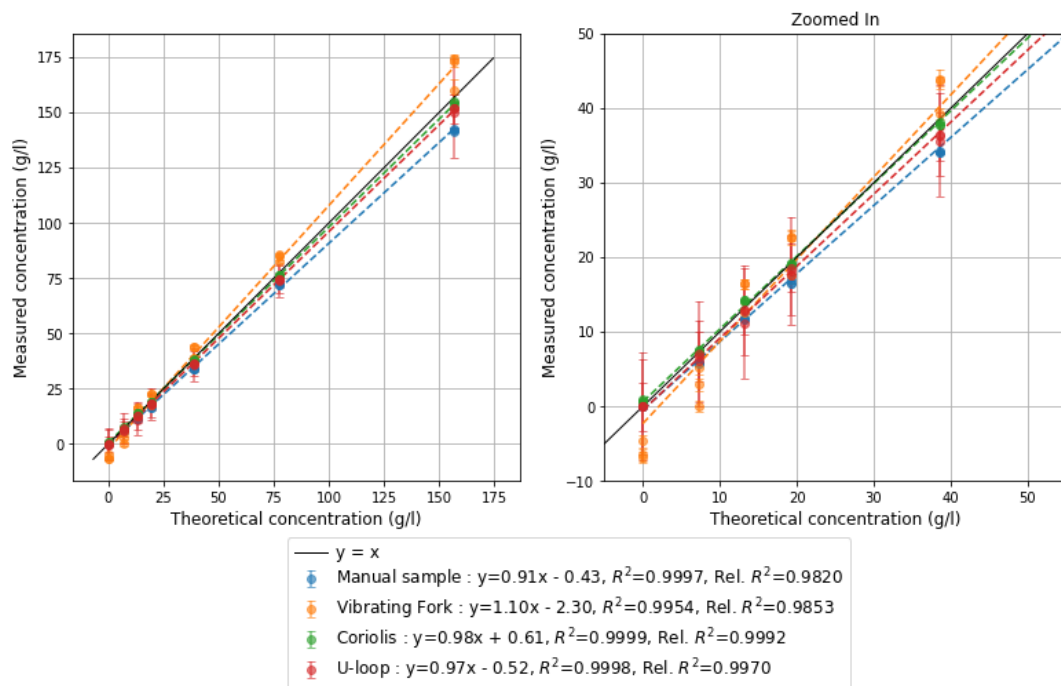 Zoomed In
175
150
125
100
75
50
25
0
Measured concentration (g/l)
0 25 50 75 100 125 150 175
Theoretical concentration (g/l)
50
40
30
20
10
0
−10
Measured concentration (g/l)
0 10 20 30 40 50
Theoretical concentration (g/l)
y = x
Manual sample : y=0.91x - 0.43, R²=0.9997, Rel. R²=0.9820
Vibrating Fork : y=1.10x - 2.30, R²=0.9954, Rel. R²=0.9853
Coriolis : y=0.98x + 0.61, R²=0.9999, Rel. R²=0.9992
U-loop : y=0.97x - 0.52, R²=0.9998, Rel. R²=0.9970